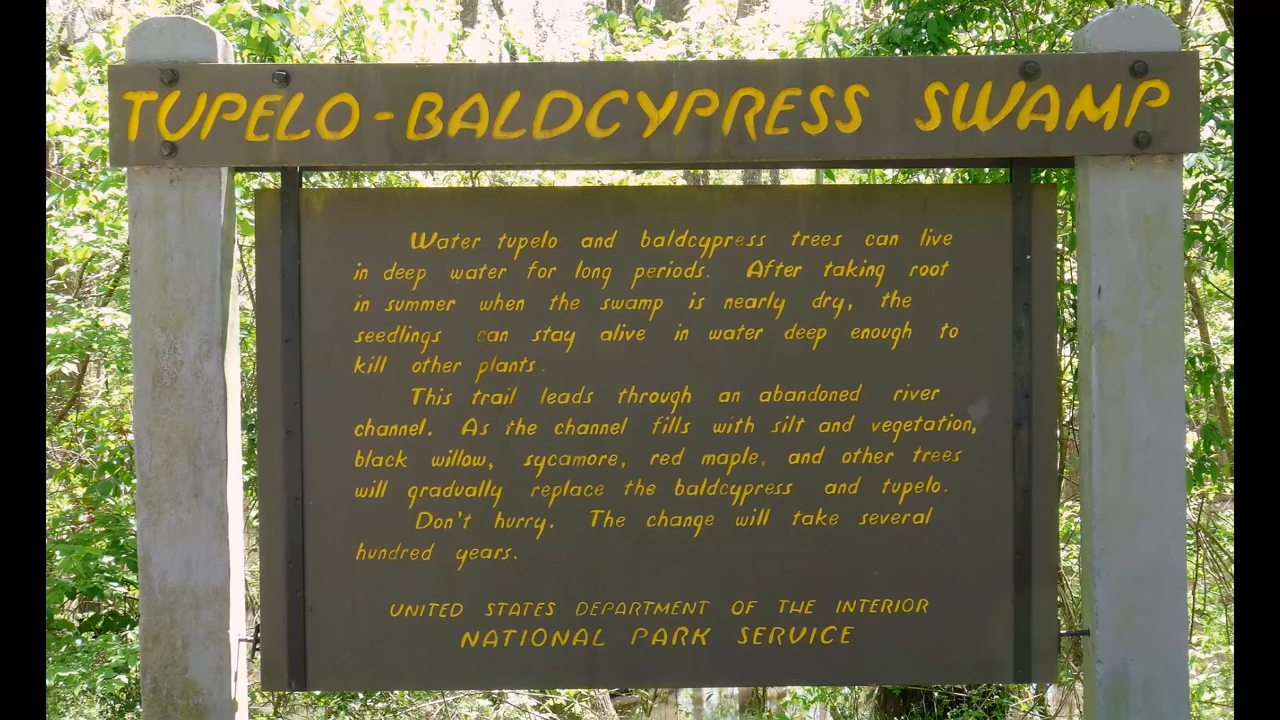 TUPELO-BALDCYPRESS SWAMP
Water tupelo and baldcypress trees can live
in deep water for long periods. After taking root
in summer when the swamp is nearly dry, the
seedlings can stay alive in water deep enough to
kill other plants.
This trail leads through an abandoned river
channel. As the channel fills with silt and vegetation,
black willow, sycamore, red maple, and other trees
will gradually replace the baldcypress and tupelo.
Don't hurry. The change will take several
hundred years.
UNITED STATES DEPARTMENT OF THE INTERIOR
NATIONAL PARK SERVICE